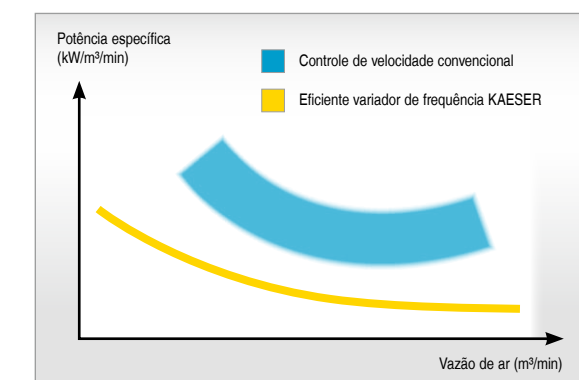 Potência específica
(kW/m³/min)
Controle de velocidade convencional
Eficiente variador de frequência KAESER
Vazão de ar (m³/min)